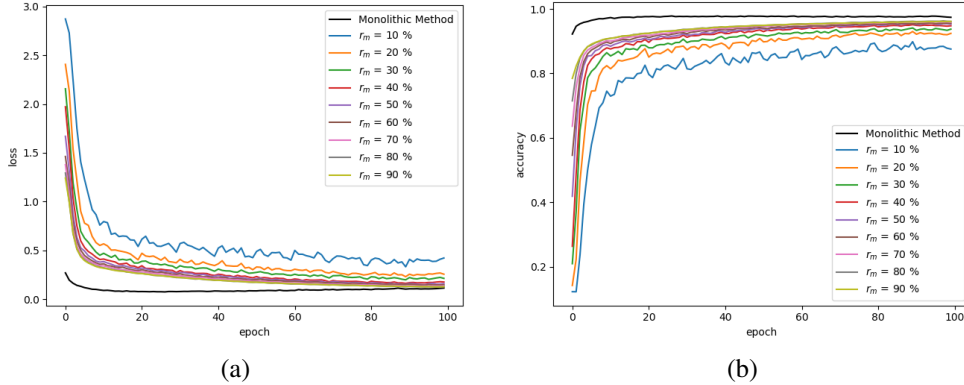 3.0
2.5
2.0
1.5
1.0
0.5
0.0
loss
0
20
40
60
80
100
epoch
Monolithic Method
r_m = 10 %
r_m = 20 %
r_m = 30 %
r_m = 40 %
r_m = 50 %
r_m = 60 %
r_m = 70 %
r_m = 80 %
r_m = 90 %
(a)
1.0
0.8
0.6
0.4
0.2
accuracy
0
20
40
60
80
100
epoch
Monolithic Method
r_m = 10 %
r_m = 20 %
r_m = 30 %
r_m = 40 %
r_m = 50 %
r_m = 60 %
r_m = 70 %
r_m = 80 %
r_m = 90 %
(b)